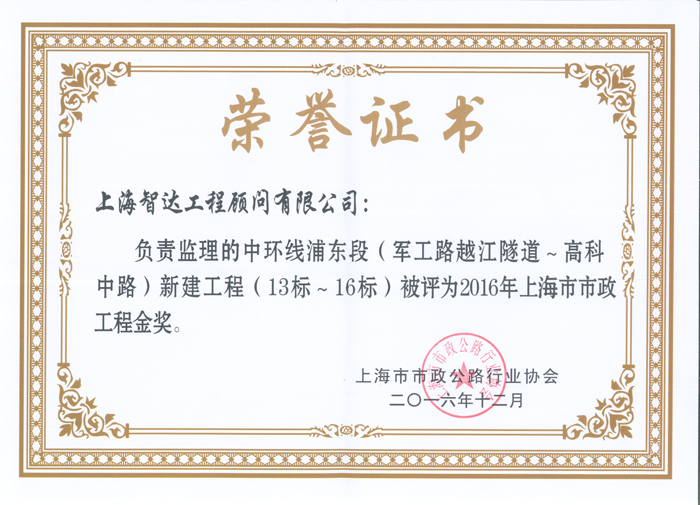 荣誉证书
上海智达工程顾问有限公司：
负责监理的中环线浦东段（军工路越江隧道～高科
中路）新建工程（13标～16标）被评为2016年上海市市政
工程金奖。
上海市市政公路行业协会
二〇一六年十二月
上海市市政公路行业协会